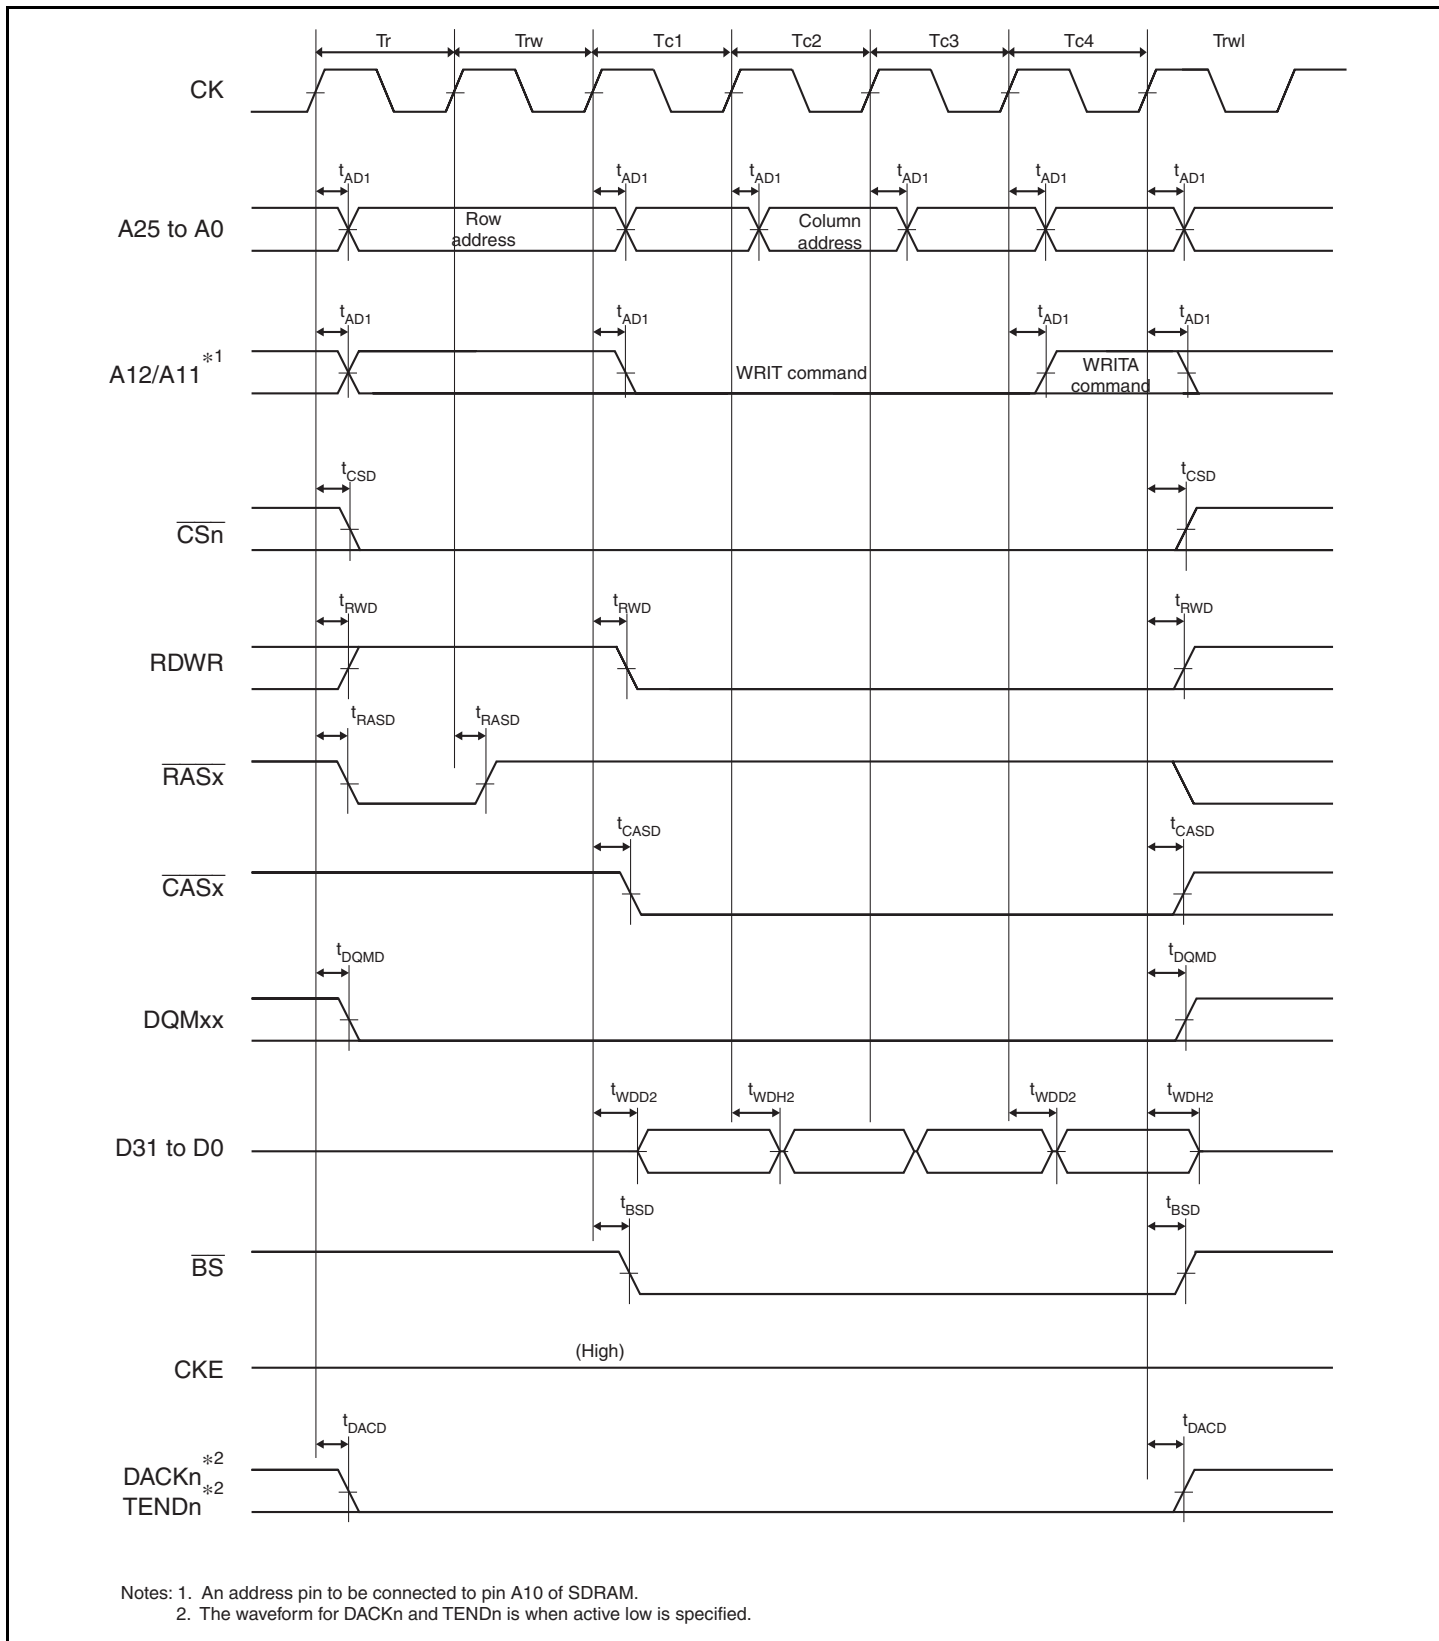 Tr Trw Tc1 Tc2 Tc3 Tc4 Trwl
CK
tAD1 tAD1 tAD1 tAD1 tAD1 tAD1
A25 to A0
Row
address
Column
address
tAD1 tAD1 tAD1 tAD1
A12/A11*1
WRIT command
WRITA
command
tCSD tCSD
CSn
tRWD tRWD tRWD
RDWR
tRASD tRASD
RASx
tCASD tCASD
CASx
tDQMD tDQMD
DQMxx
tWDD2 tWDH2 tWDD2 tWDH2
D31 to D0
tBSD tBSD
BS
(High)
CKE
tDACD tDACD
DACKn*2
TENDn*2
Notes: 1. An address pin to be connected to pin A10 of SDRAM.
2. The waveform for DACKn and TENDn is when active low is specified.